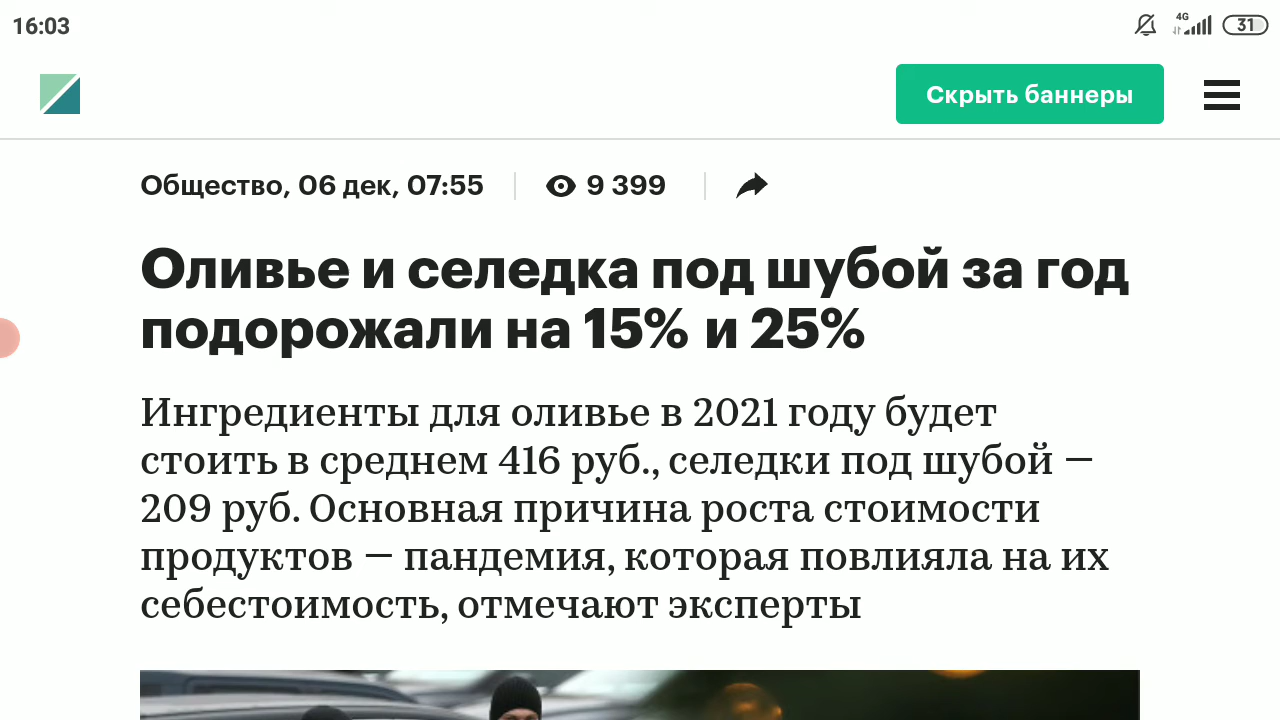 16:03
4G
31
Скрыть баннеры
Общество, 06 дек, 07:55
9 399
Оливье и селедка под шубой за год
подорожали на 15% и 25%
Ингредиенты для оливье в 2021 году будет
стоить в среднем 416 руб., селедки под шубой —
209 руб. Основная причина роста стоимости
продуктов — пандемия, которая повлияла на их
себестоимость, отмечают эксперты